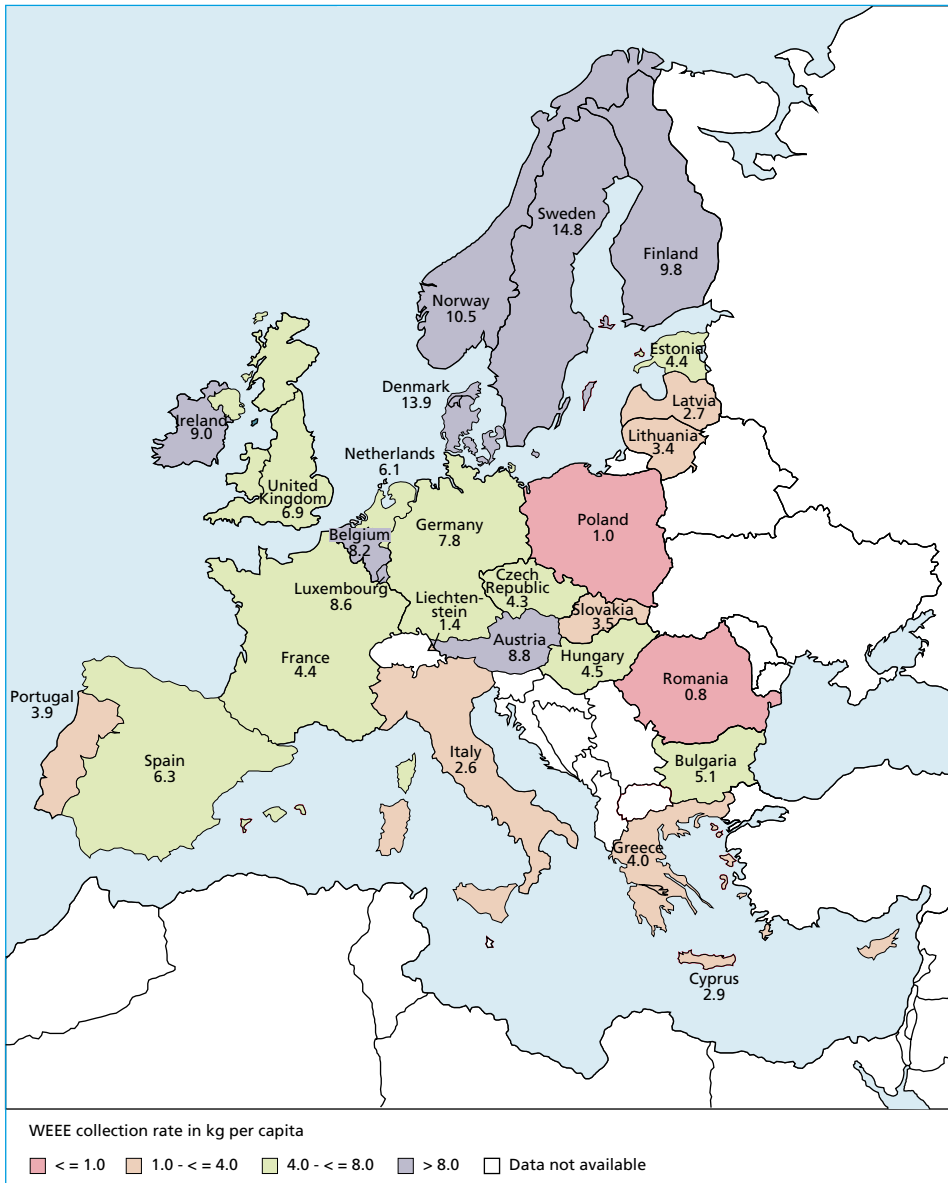 Sweden
14.8
Finland
9.8
Norway
10.5
Estonia
4.4
Denmark
13.9
Latvia
2.7
Ireland
9.0
Lithuania
3.4
Netherlands
6.1
United
Kingdom
6.9
Germany
7.8
Poland
1.0
Belgium
8.2
Czech
Republic
4.3
Luxembourg
8.6
Liechten-
stein
1.4
Slovakia
3.5
Austria
8.8
France
4.4
Hungary
4.5
Romania
0.8
Portugal
3.9
Spain
6.3
Italy
2.6
Bulgaria
5.1
Greece
4.0
Cyprus
2.9
WEEE collection rate in kg per capita
< = 1.0 1.0 - < = 4.0 4.0 - < = 8.0 > 8.0 Data not available